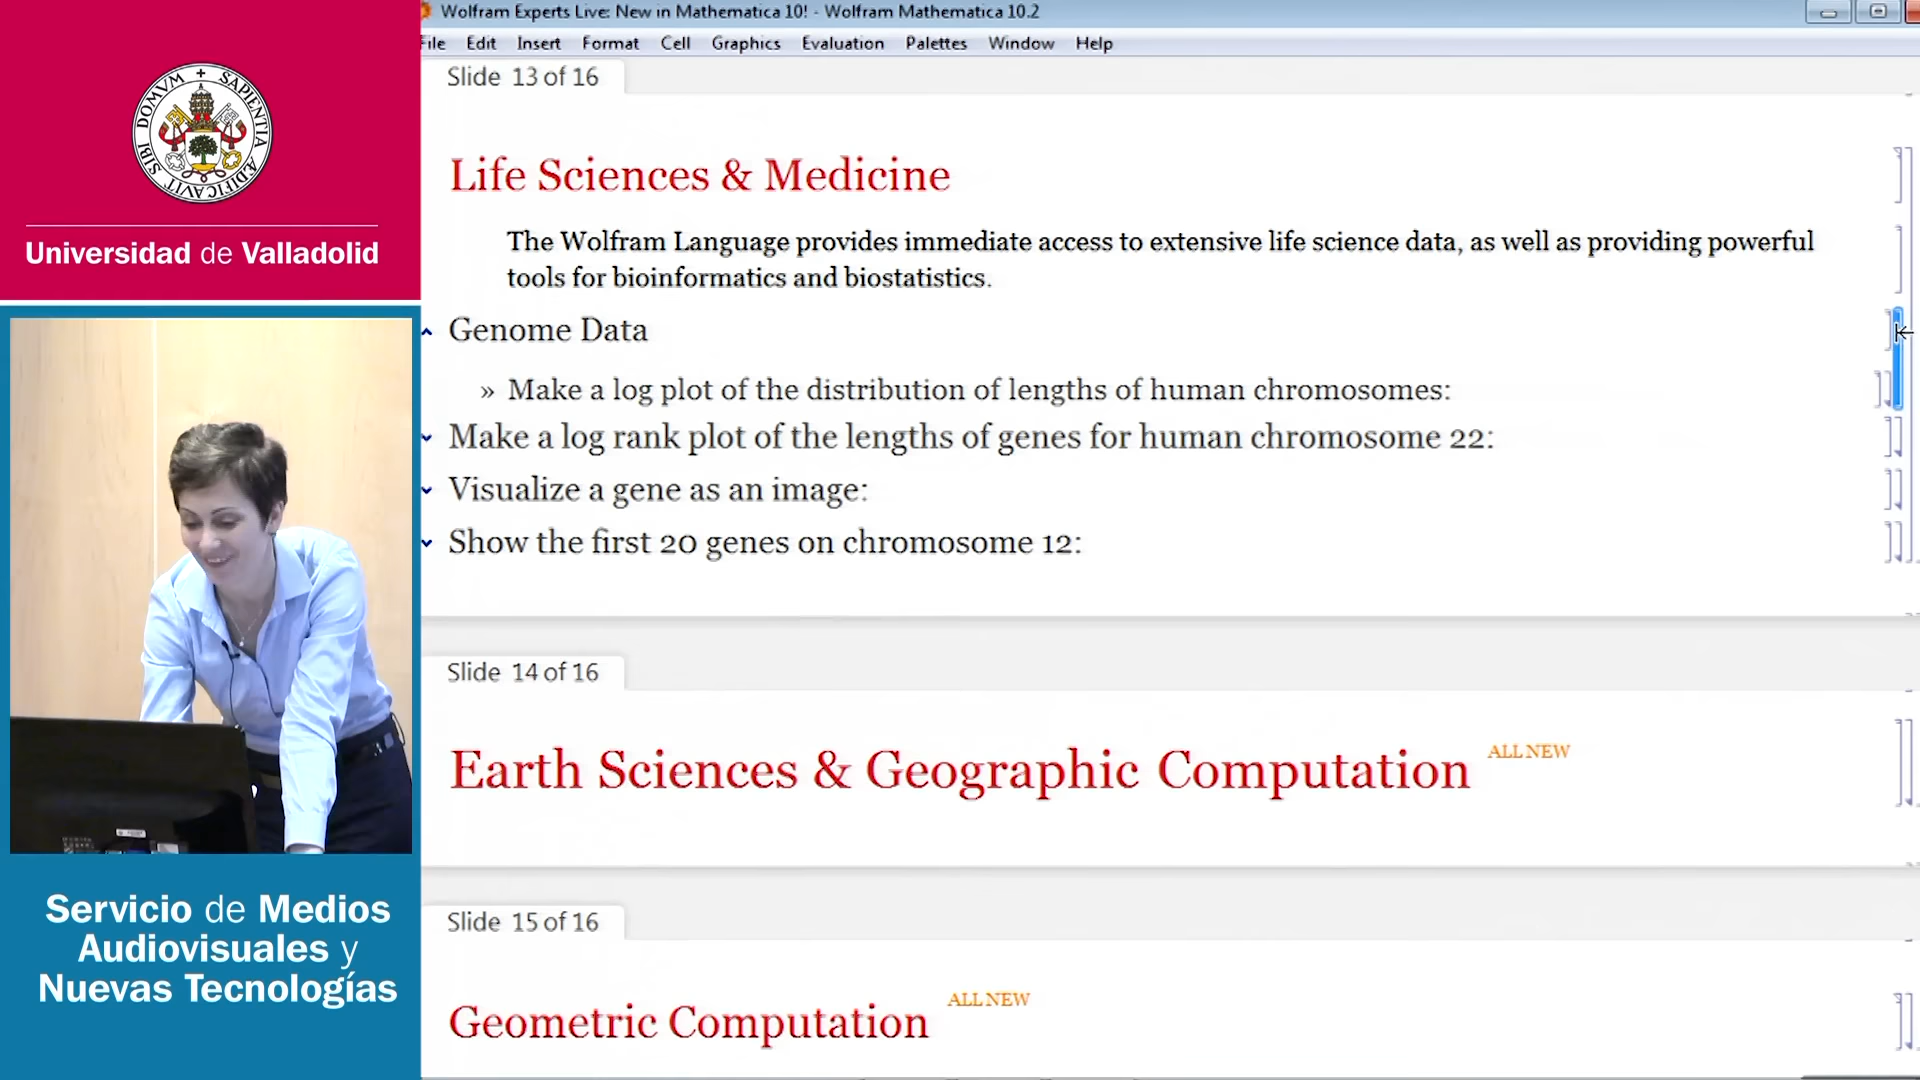 Wolfram Experts Live: New in Mathematica 10! - Wolfram Mathematica 10.2
File Edit Insert Format Cell Graphics Evaluation Palettes Window Help
Slide 13 of 16
Life Sciences & Medicine
The Wolfram Language provides immediate access to extensive life science data, as well as providing powerful
tools for bioinformatics and biostatistics.
Genome Data
» Make a log plot of the distribution of lengths of human chromosomes:
Make a log rank plot of the lengths of genes for human chromosome 22:
Visualize a gene as an image:
Show the first 20 genes on chromosome 12:
Slide 14 of 16
Earth Sciences & Geographic Computation ALL NEW
Slide 15 of 16
Geometric Computation ALL NEW
SIBI DOMVM + SAPIENTIA ÆDIFICAVIT
Universidad de Valladolid
Servicio de Medios
Audiovisuales y
Nuevas Tecnologías